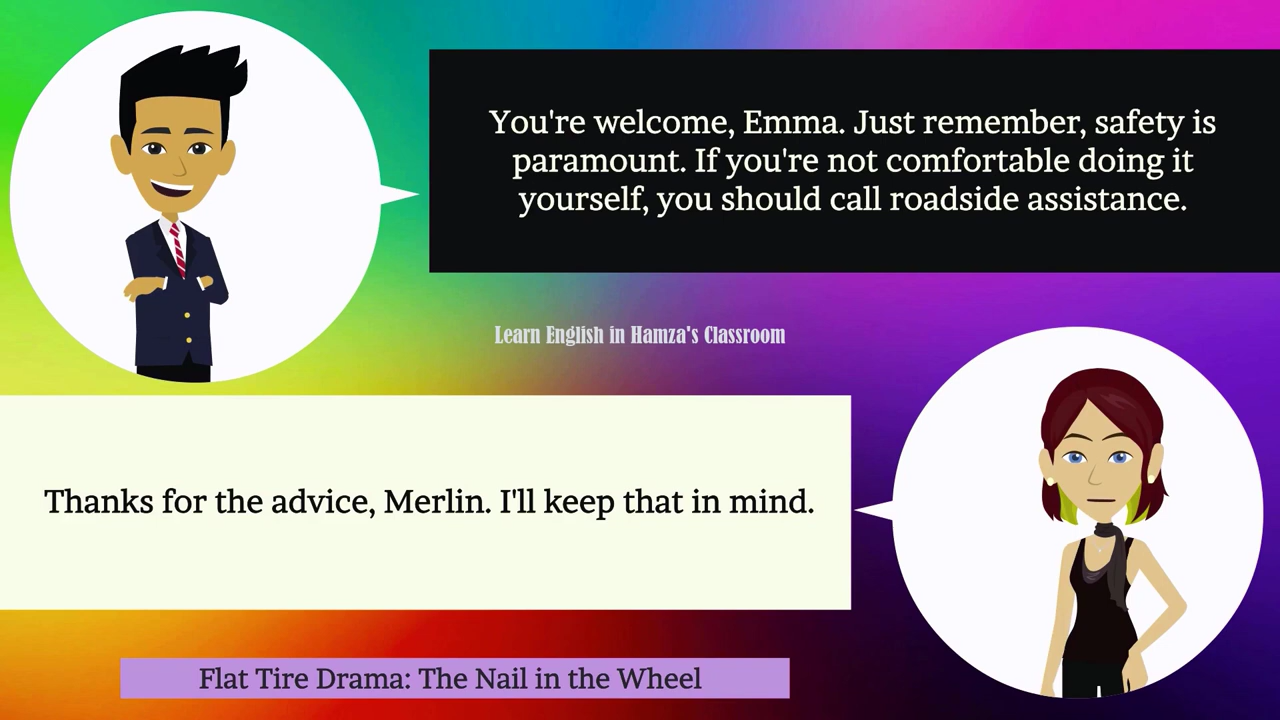 You're welcome, Emma. Just remember, safety is
paramount. If you're not comfortable doing it
yourself, you should call roadside assistance.
Learn English in Hamza's Classroom
Thanks for the advice, Merlin. I'll keep that in mind.
Flat Tire Drama: The Nail in the Wheel